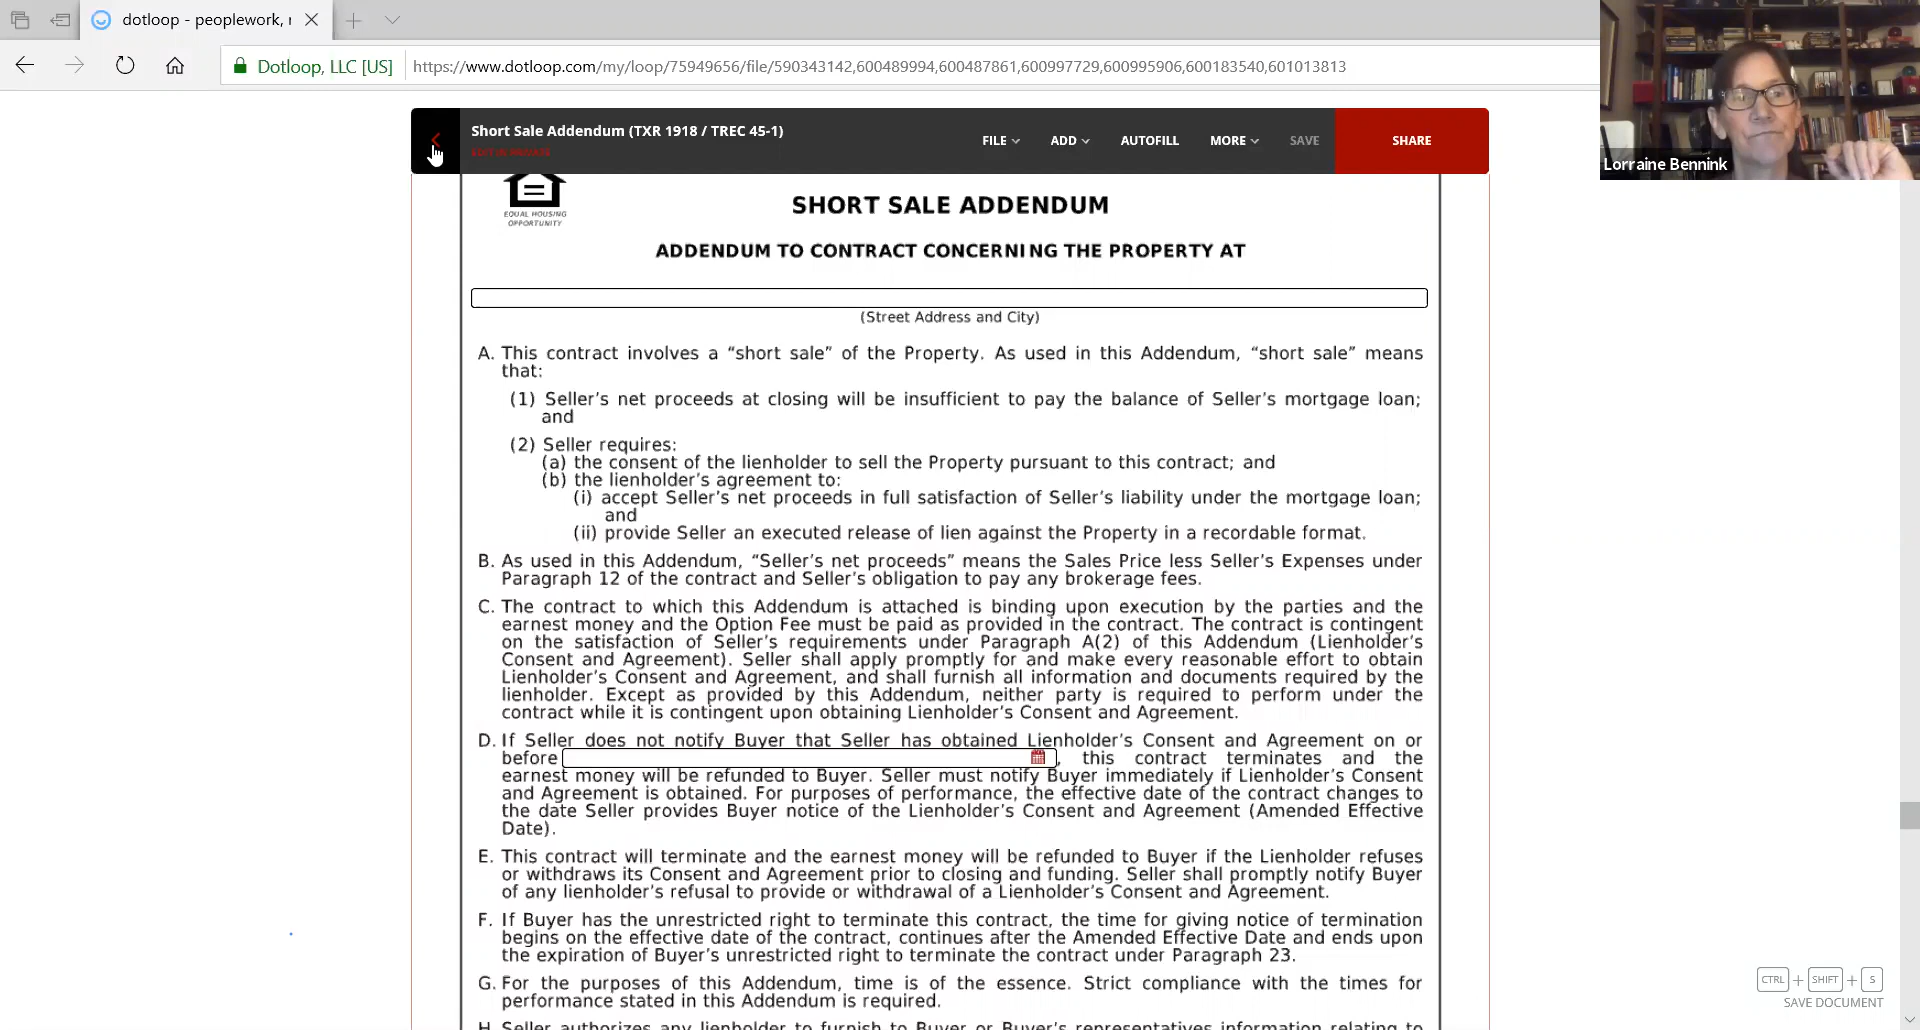 dotloop - peoplework, r
Dotloop, LLC [US]
https://www.dotloop.com/my/loop/75949656/file/590343142,600489994,600487861,600997729,600995906,600183540,601013813
Lorraine Bennink
Short Sale Addendum (TXR 1918 / TREC 45-1)
EDIT IN PRIVATE
FILE
ADD
AUTOFILL
MORE
SAVE
SHARE
EQUAL HOUSING
OPPORTUNITY
SHORT SALE ADDENDUM
ADDENDUM TO CONTRACT CONCERNING THE PROPERTY AT
(Street Address and City)
A. This contract involves a “short sale” of the Property. As used in this Addendum, “short sale” means
that:
(1) Seller’s net proceeds at closing will be insufficient to pay the balance of Seller’s mortgage loan;
and
(2) Seller requires:
(a) the consent of the lienholder to sell the Property pursuant to this contract; and
(b) the lienholder’s agreement to:
(i) accept Seller’s net proceeds in full satisfaction of Seller’s liability under the mortgage loan;
and
(ii) provide Seller an executed release of lien against the Property in a recordable format.
B. As used in this Addendum, “Seller’s net proceeds” means the Sales Price less Seller’s Expenses under
Paragraph 12 of the contract and Seller’s obligation to pay any brokerage fees.
C. The contract to which this Addendum is attached is binding upon execution by the parties and the
earnest money and the Option Fee must be paid as provided in the contract. The contract is contingent
on the satisfaction of Seller’s requirements under Paragraph A(2) of this Addendum (Lienholder’s
Consent and Agreement). Seller shall apply promptly for and make every reasonable effort to obtain
Lienholder’s Consent and Agreement, and shall furnish all information and documents required by the
lienholder. Except as provided by this Addendum, neither party is required to perform under the
contract while it is contingent upon obtaining Lienholder’s Consent and Agreement.
D. If Seller does not notify Buyer that Seller has obtained Lienholder’s Consent and Agreement on or
before , this contract terminates and the
earnest money will be refunded to Buyer. Seller must notify Buyer immediately if Lienholder’s Consent
and Agreement is obtained. For purposes of performance, the effective date of the contract changes to
the date Seller provides Buyer notice of the Lienholder’s Consent and Agreement (Amended Effective
Date).
E. This contract will terminate and the earnest money will be refunded to Buyer if the Lienholder refuses
or withdraws its Consent and Agreement prior to closing and funding. Seller shall promptly notify Buyer
of any lienholder’s refusal to provide or withdrawal of a Lienholder’s Consent and Agreement.
F. If Buyer has the unrestricted right to terminate this contract, the time for giving notice of termination
begins on the effective date of the contract, continues after the Amended Effective Date and ends upon
the expiration of Buyer’s unrestricted right to terminate the contract under Paragraph 23.
G. For the purposes of this Addendum, time is of the essence. Strict compliance with the times for
performance stated in this Addendum is required.
H. Seller authorizes any lienholder to furnish to Buyer or Buyer’s representatives information relating to
CTRL + SHIFT + S
SAVE DOCUMENT